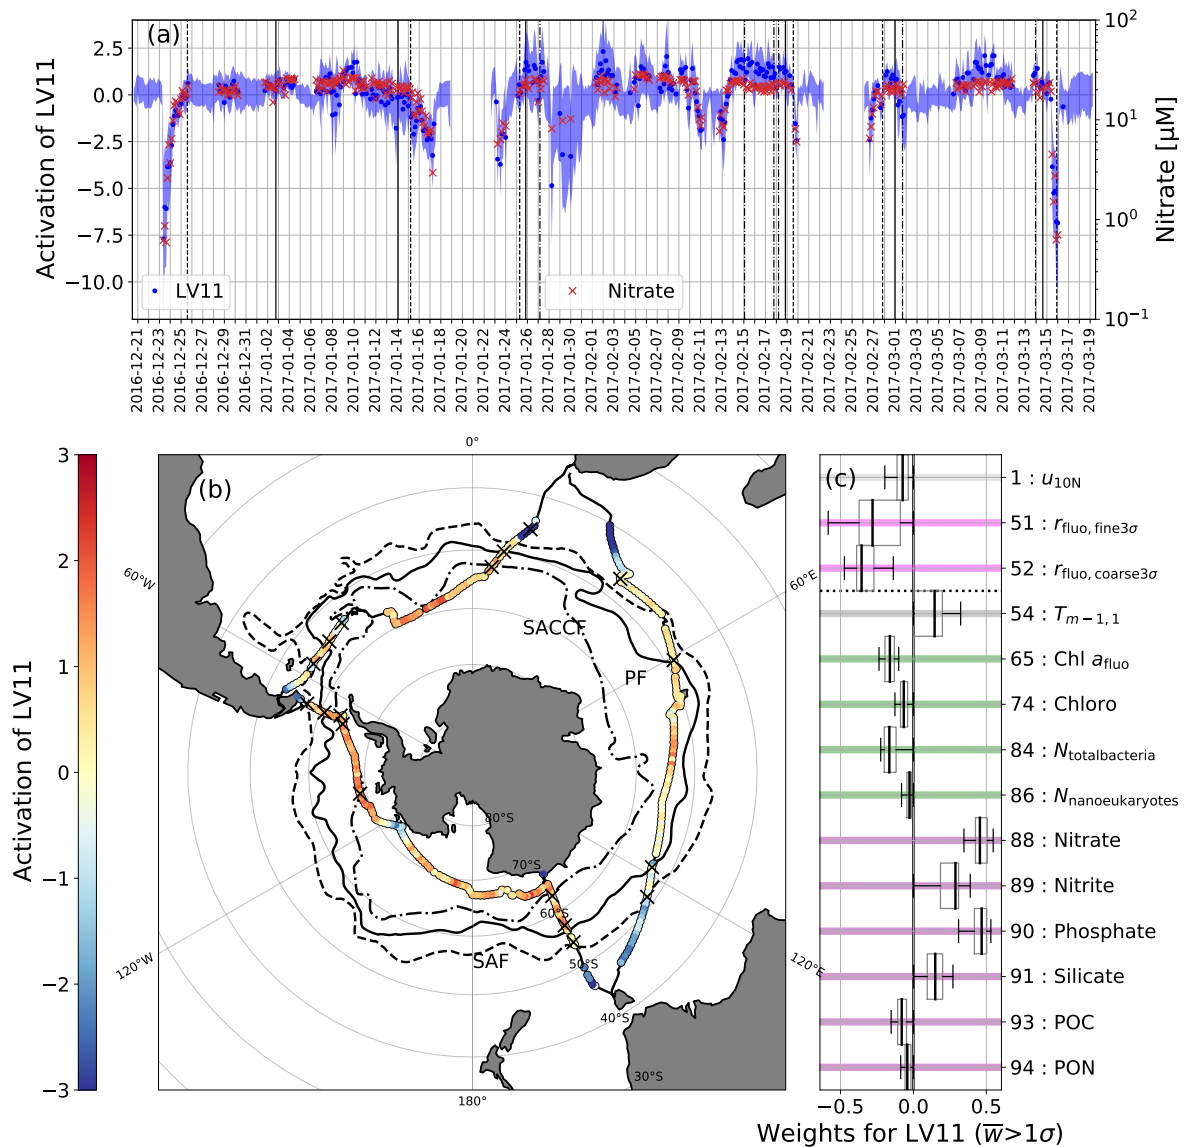 (a)
2.5
0.0
−2.5
−5.0
−7.5
−10.0
Activation of LV11
10²
10¹
10⁰
10⁻¹
Nitrate [µM]
LV11
Nitrate
2016-12-21
2016-12-23
2016-12-25
2016-12-27
2016-12-29
2016-12-31
2017-01-02
2017-01-04
2017-01-06
2017-01-08
2017-01-10
2017-01-12
2017-01-14
2017-01-16
2017-01-18
2017-01-20
2017-01-22
2017-01-24
2017-01-26
2017-01-28
2017-01-30
2017-02-01
2017-02-03
2017-02-05
2017-02-07
2017-02-09
2017-02-11
2017-02-13
2017-02-15
2017-02-17
2017-02-19
2017-02-21
2017-02-23
2017-02-25
2017-02-27
2017-03-01
2017-03-03
2017-03-05
2017-03-07
2017-03-09
2017-03-11
2017-03-13
2017-03-15
2017-03-17
2017-03-19
3
2
1
0
−1
−2
−3
Activation of LV11
(b)
0°
60°W
60°E
120°W
120°E
180°
SACCF
PF
SAF
80°S
70°S
60°S
50°S
40°S
30°S
(c)
1 : u10N
51 : rfluo, fine3σ
52 : rfluo, coarse3σ
54 : Tm−1, 1
65 : Chl afluo
74 : Chloro
84 : Ntotalbacteria
86 : Nnanoeukaryotes
88 : Nitrate
89 : Nitrite
90 : Phosphate
91 : Silicate
93 : POC
94 : PON
−0.5 0.0 0.5
Weights for LV11 (w̅>1σ)